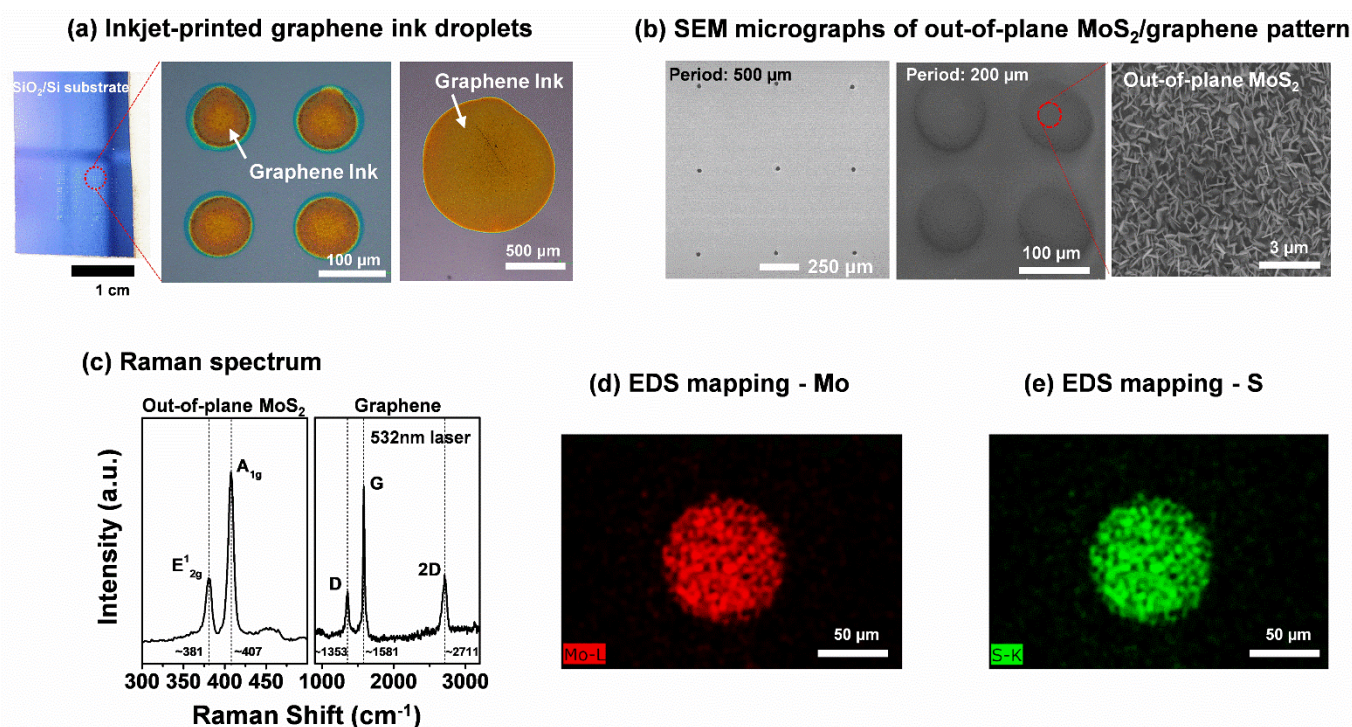 (a) Inkjet-printed graphene ink droplets
SiO₂/Si substrate
1 cm
Graphene Ink
100 µm
Graphene Ink
500 µm
(b) SEM micrographs of out-of-plane MoS₂/graphene pattern
Period: 500 µm
250 µm
Period: 200 µm
100 µm
Out-of-plane MoS₂
3 µm
(c) Raman spectrum
Out-of-plane MoS₂
Graphene
532nm laser
Intensity (a.u.)
E¹₂g
A₁g
D
G
2D
~381
~407
~1353
~1581
~2711
300 350 400 450
1000 2000 3000
Raman Shift (cm⁻¹)
(d) EDS mapping - Mo
Mo-L
50 µm
(e) EDS mapping - S
S-K
50 µm